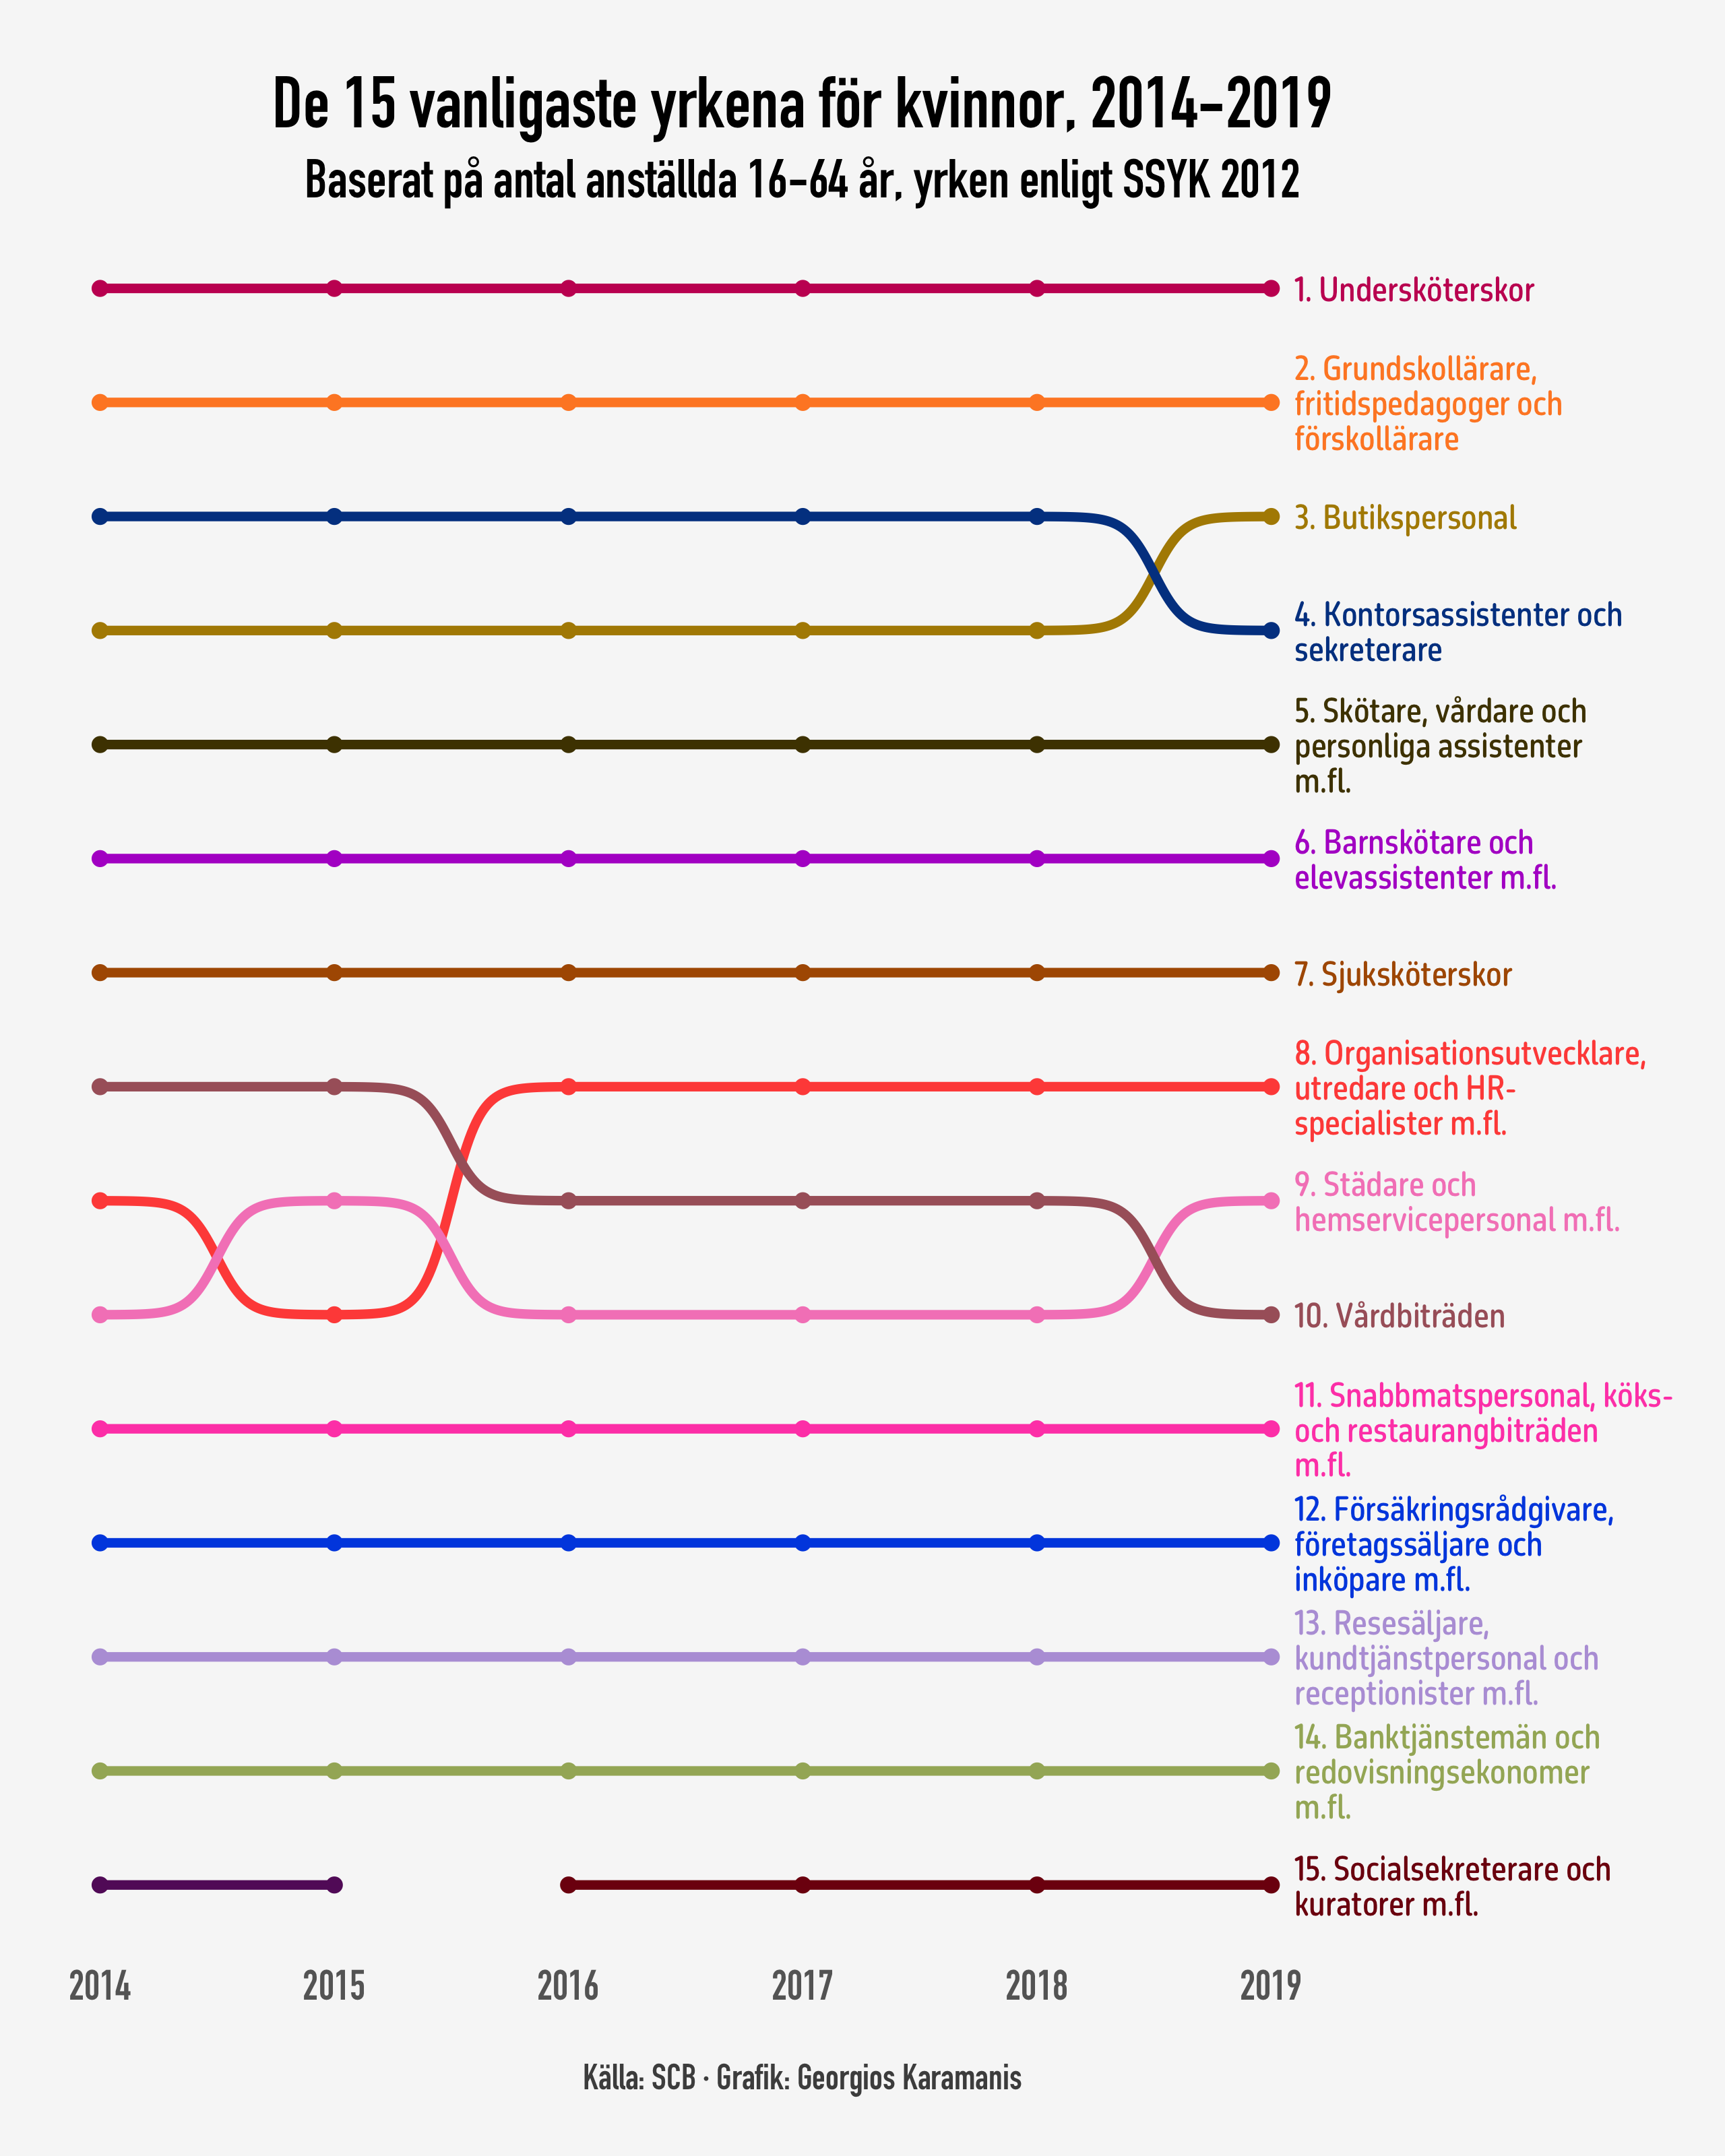 De 15 vanligaste yrkena för kvinnor, 2014–2019
Baserat på antal anställda 16–64 år, yrken enligt SSYK 2012
1. Undersköterskor
2. Grundskollärare,
fritidspedagoger och
förskollärare
3. Butikspersonal
4. Kontorsassistenter och
sekreterare
5. Skötare, vårdare och
personliga assistenter
m.fl.
6. Barnskötare och
elevassistenter m.fl.
7. Sjuksköterskor
8. Organisationsutvecklare,
utredare och HR-
specialister m.fl.
9. Städare och
hemservicepersonal m.fl.
10. Vårdbiträden
11. Snabbmatspersonal, köks-
och restaurangbiträden
m.fl.
12. Försäkringsrådgivare,
företagssäljare och
inköpare m.fl.
13. Resesäljare,
kundtjänstpersonal och
receptionister m.fl.
14. Banktjänstemän och
redovisningsekonomer
m.fl.
15. Socialsekreterare och
kuratorer m.fl.
2014 2015 2016 2017 2018 2019
Källa: SCB · Grafik: Georgios Karamanis